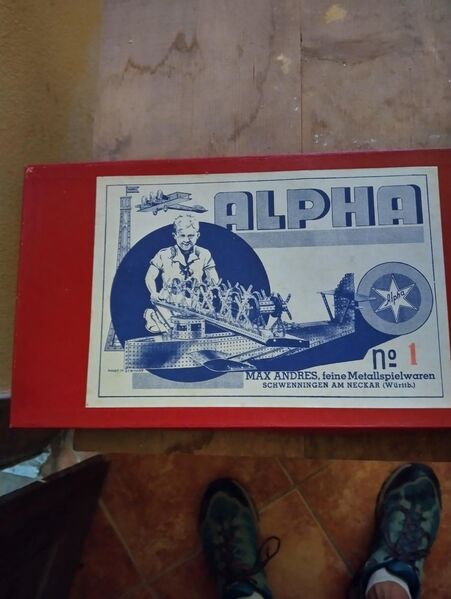 ALPHA
alpha
nº 1
MAX ANDRES, feine Metallspielwaren
SCHWENNINGEN AM NECKAR (Württb.)